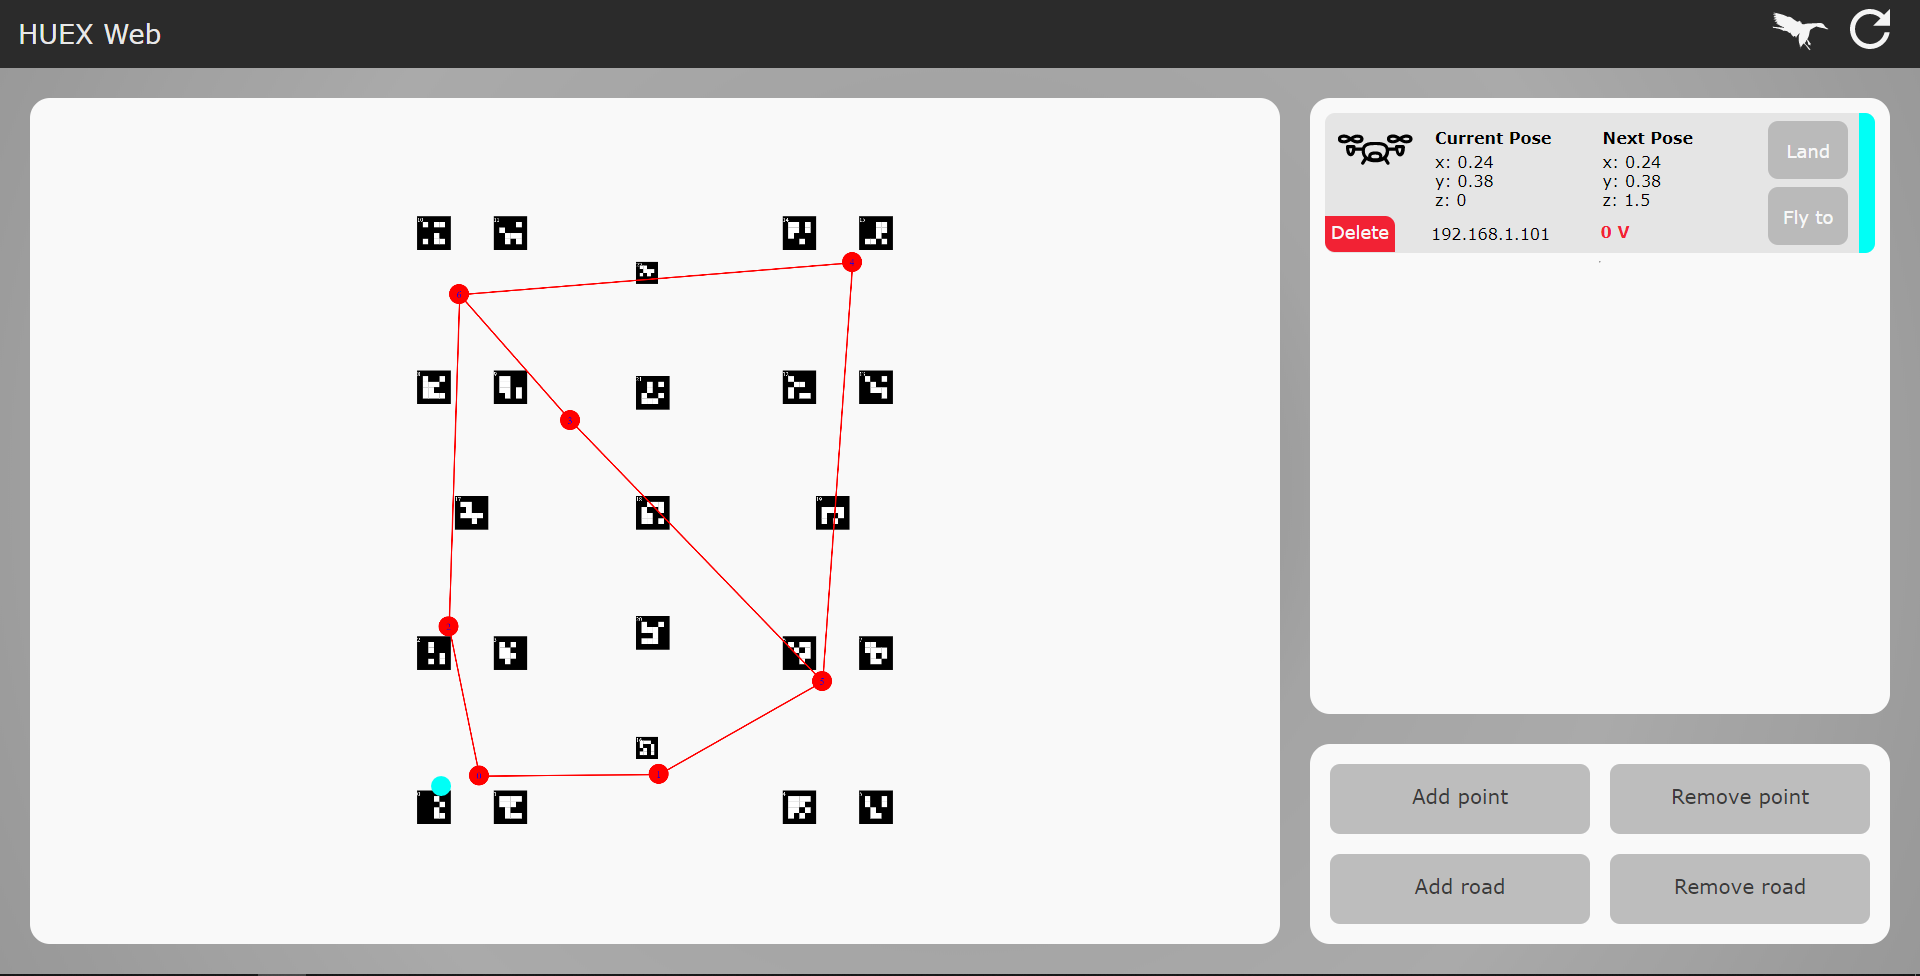 HUEX Web
Current Pose
x: 0.24
y: 0.38
z: 0
192.168.1.101
Next Pose
x: 0.24
y: 0.38
z: 1.5
0 V
Land
Fly to
Delete
Add point
Remove point
Add road
Remove road